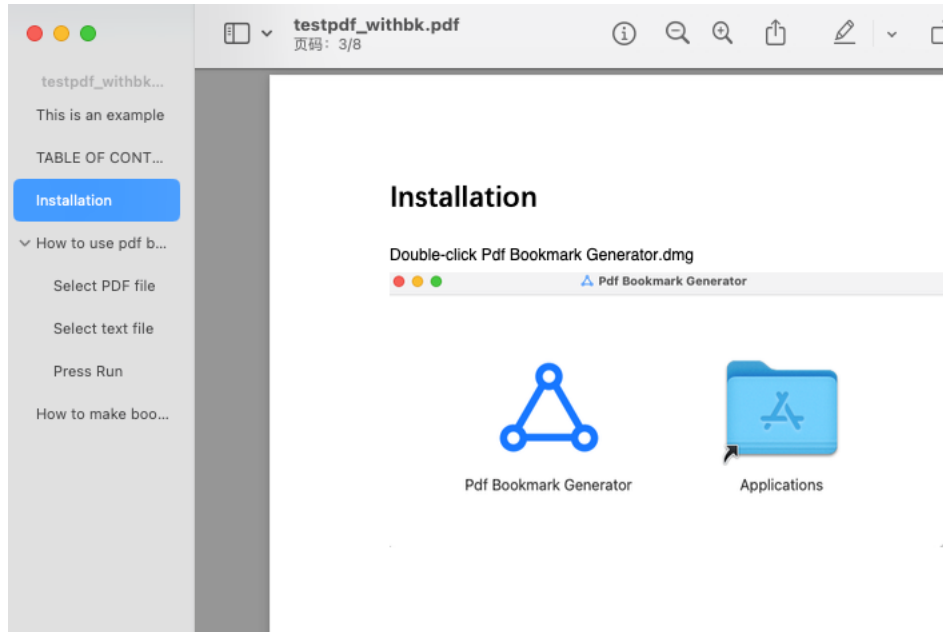 testpdf_withbk.pdf
页码：3/8
testpdf_withbk...
This is an example
TABLE OF CONT...
Installation
How to use pdf b...
Select PDF file
Select text file
Press Run
How to make boo...
Installation
Double-click Pdf Bookmark Generator.dmg
Pdf Bookmark Generator
Pdf Bookmark Generator
Applications